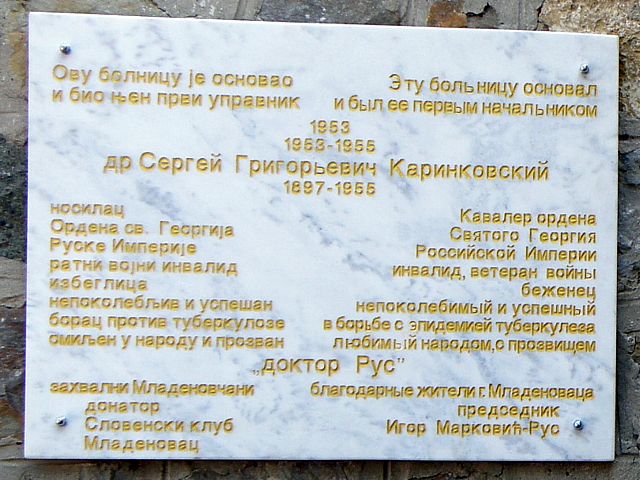 Ову болницу је основао
и био њен први управник
Эту больницу основал
и был ее первым начальником
1953
1953-1955
др Сергей Григорьевич Каринковский
1897-1955
носилац
Ордена св. Георгија
Руске Империје
ратни војни инвалид
избеглица
непоколебљив и успешан
борац против туберкулозе
омиљен у народу и прозван
Кавалер ордена
Святого Георгия
Российской Империи
инвалид, ветеран войны
беженец
непоколебимый и успешный
в борьбе с эпидемией туберкулеза
любимый народом, о прозвищем
„доктор Рус”
захвални Младеновчани
донатор
Словенски клуб
Младеновац
благодарные жители г. Младеноваца
председник
Игор Марковић-Рус